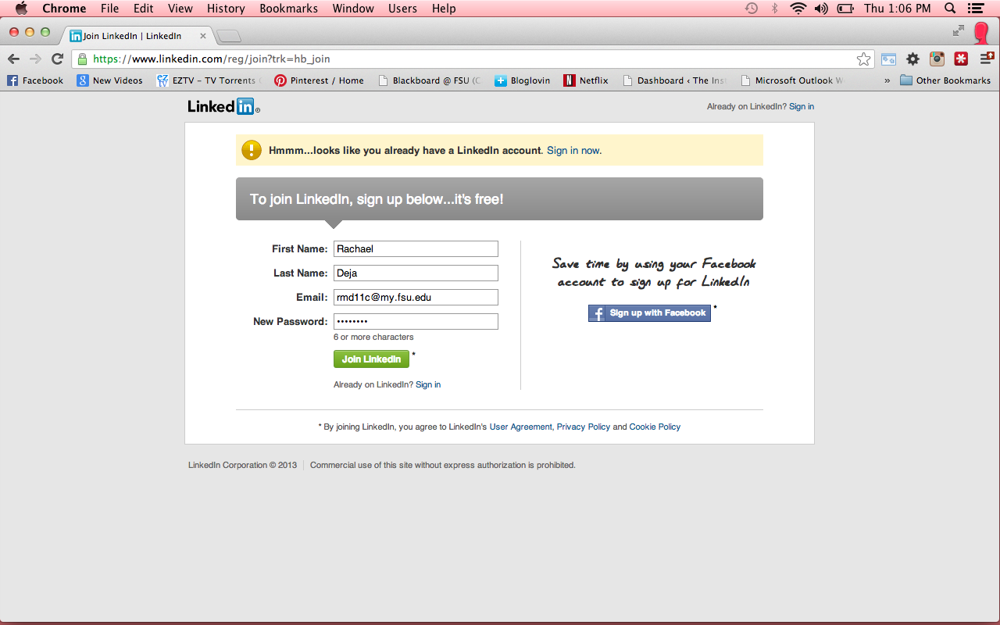 Chrome File Edit View History Bookmarks Window Users Help Thu 1:06 PM
Join LinkedIn | LinkedIn
https://www.linkedin.com/reg/join?trk=hb_join
Facebook New Videos EZTV - TV Torrents Pinterest / Home Blackboard @ FSU (C Bloglovin Netflix Dashboard ‹ The Inst Microsoft Outlook W » Other Bookmarks
LinkedIn® Already on LinkedIn? Sign in
Hmmm...looks like you already have a LinkedIn account. Sign in now.
To join LinkedIn, sign up below...it's free!
First Name: Rachael
Last Name: Deja
Email: rmd11c@my.fsu.edu
New Password: ••••••••
6 or more characters
Join LinkedIn *
Already on LinkedIn? Sign in
Save time by using your Facebook
account to sign up for LinkedIn
Sign up with Facebook *
* By joining LinkedIn, you agree to LinkedIn's User Agreement, Privacy Policy and Cookie Policy
LinkedIn Corporation © 2013 Commercial use of this site without express authorization is prohibited.